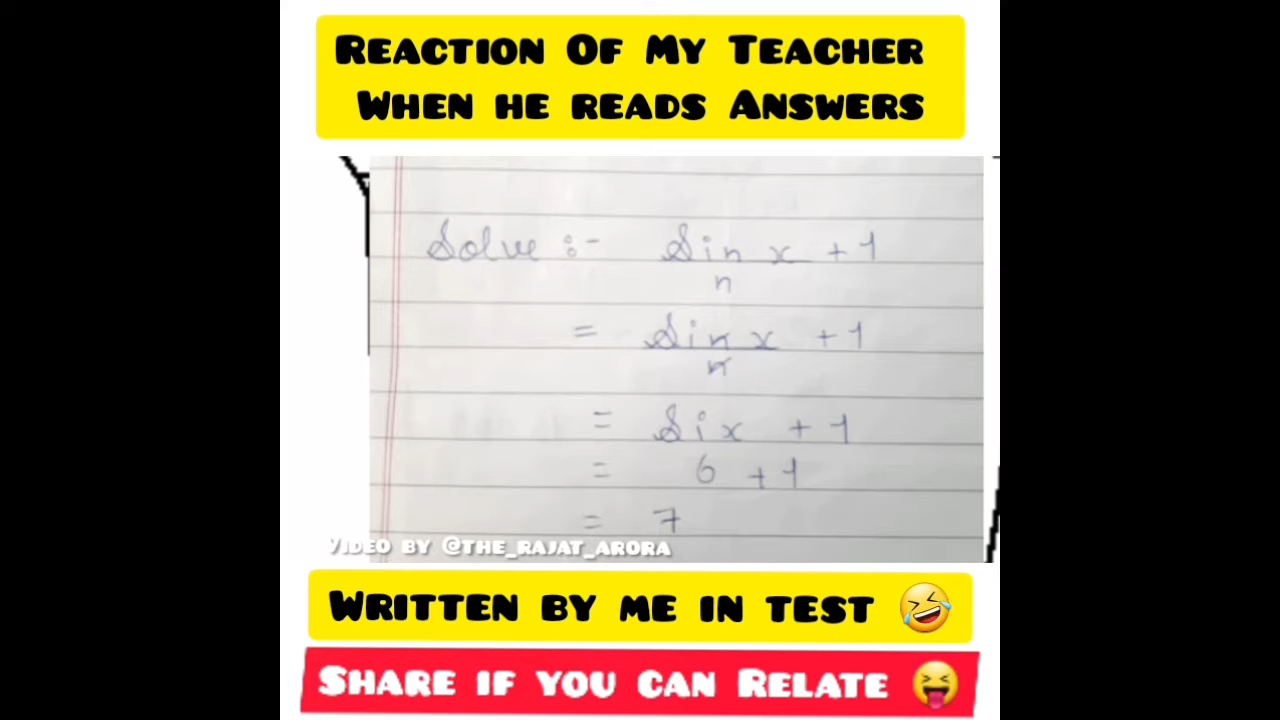 REACTION OF MY TEACHER
WHEN HE READS ANSWERS
Solve :- Sin x + 1
n
= Sin x + 1
n
= Six + 1
= 6 + 1
= 7
VIDEO BY @THE_RAJAT_ARORA
WRITTEN BY ME IN TEST 🤣
SHARE IF YOU CAN RELATE 😝